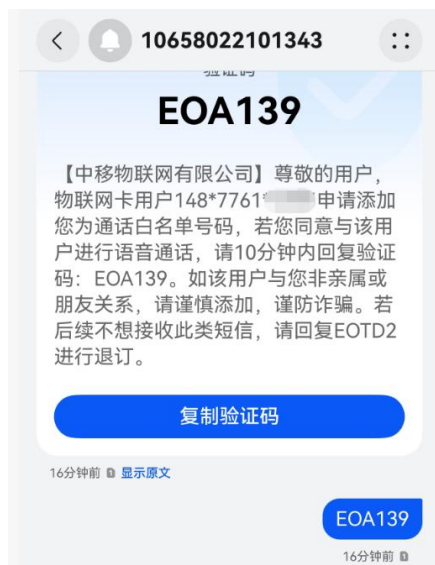 10658022101343
验证码
EOA139
【中移物联网有限公司】尊敬的用户，
物联网卡用户148*7761*申请添加
您为通话白名单号码，若您同意与该用
户进行语音通话，请10分钟内回复验证
码：EOA139。如该用户与您非亲属或
朋友关系，请谨慎添加，谨防诈骗。若
后续不想接收此类短信，请回复EOTD2
进行退订。
复制验证码
16分钟前 显示原文
EOA139
16分钟前